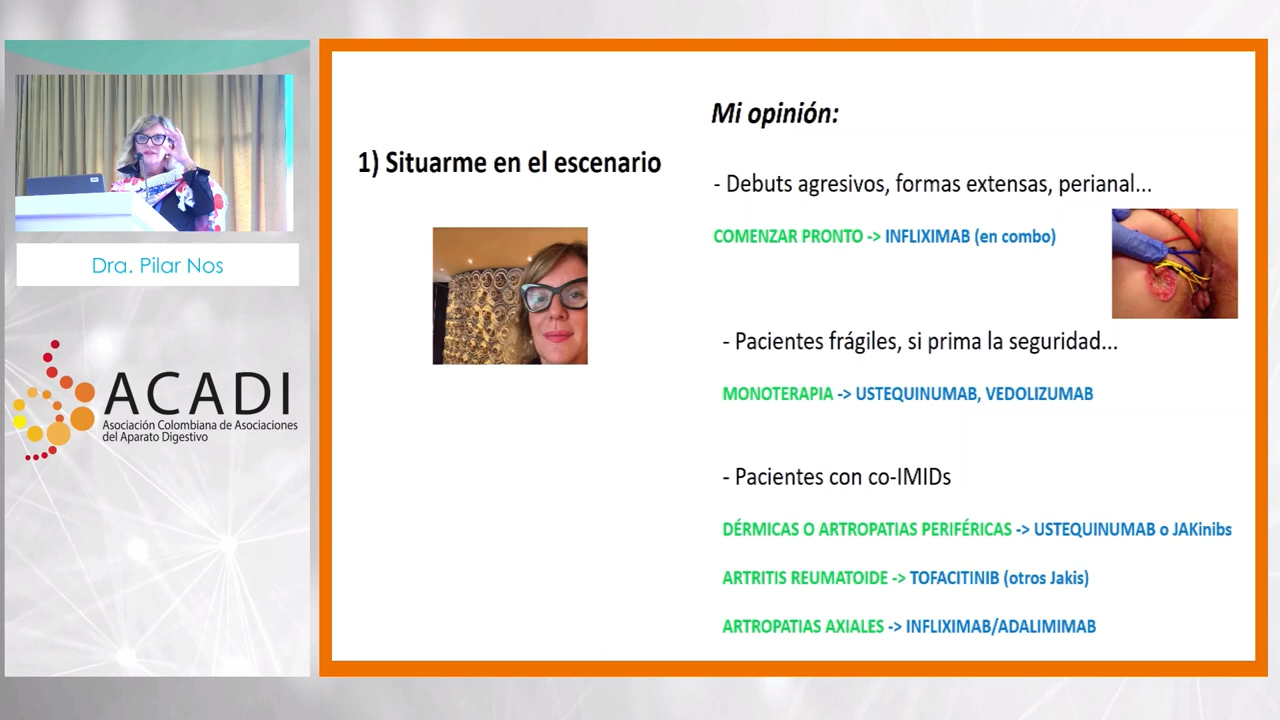 Dra. Pilar Nos
ACADI
Asociación Colombiana de Asociaciones
del Aparato Digestivo
1) Situarme en el escenario
Mi opinión:
- Debuts agresivos, formas extensas, perianal...
COMENZAR PRONTO -> INFLIXIMAB (en combo)
- Pacientes frágiles, si prima la seguridad...
MONOTERAPIA -> USTEQUINUMAB, VEDOLIZUMAB
- Pacientes con co-IMIDs
DÉRMICAS O ARTROPATIAS PERIFÉRICAS -> USTEQUINUMAB o JAKinibs
ARTRITIS REUMATOIDE -> TOFACITINIB (otros Jakis)
ARTROPATIAS AXIALES -> INFLIXIMAB/ADALIMIMAB